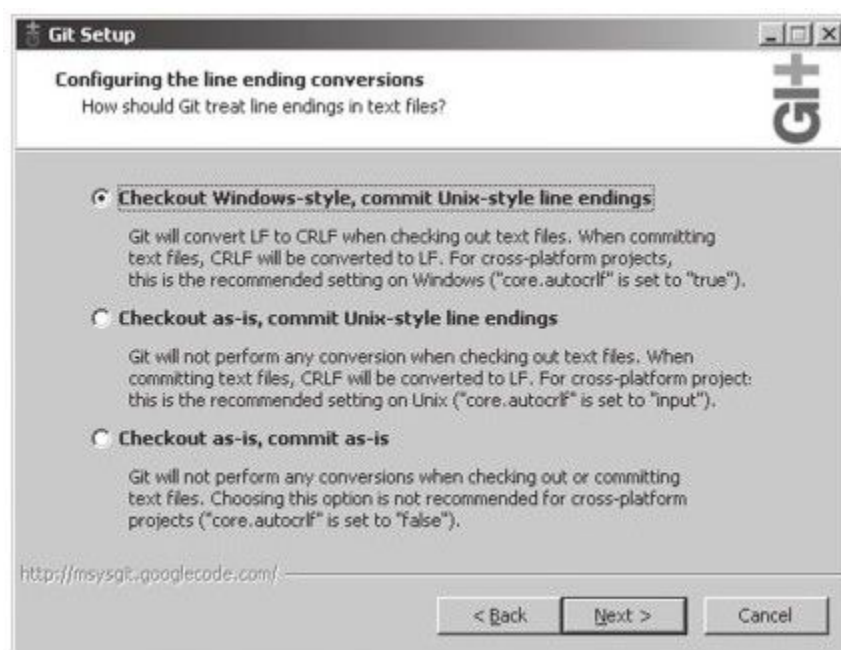 Git Setup
Configuring the line ending conversions
How should Git treat line endings in text files?
Git
Checkout Windows-style, commit Unix-style line endings
Git will convert LF to CRLF when checking out text files. When committing
text files, CRLF will be converted to LF. For cross-platform projects,
this is the recommended setting on Windows ("core.autocrlf" is set to "true").
Checkout as-is, commit Unix-style line endings
Git will not perform any conversion when checking out text files. When
committing text files, CRLF will be converted to LF. For cross-platform project:
this is the recommended setting on Unix ("core.autocrlf" is set to "input").
Checkout as-is, commit as-is
Git will not perform any conversions when checking out or committing
text files. Choosing this option is not recommended for cross-platform
projects ("core.autocrlf" is set to "false").
http://msysgit.googlecode.com/
< Back
Next >
Cancel